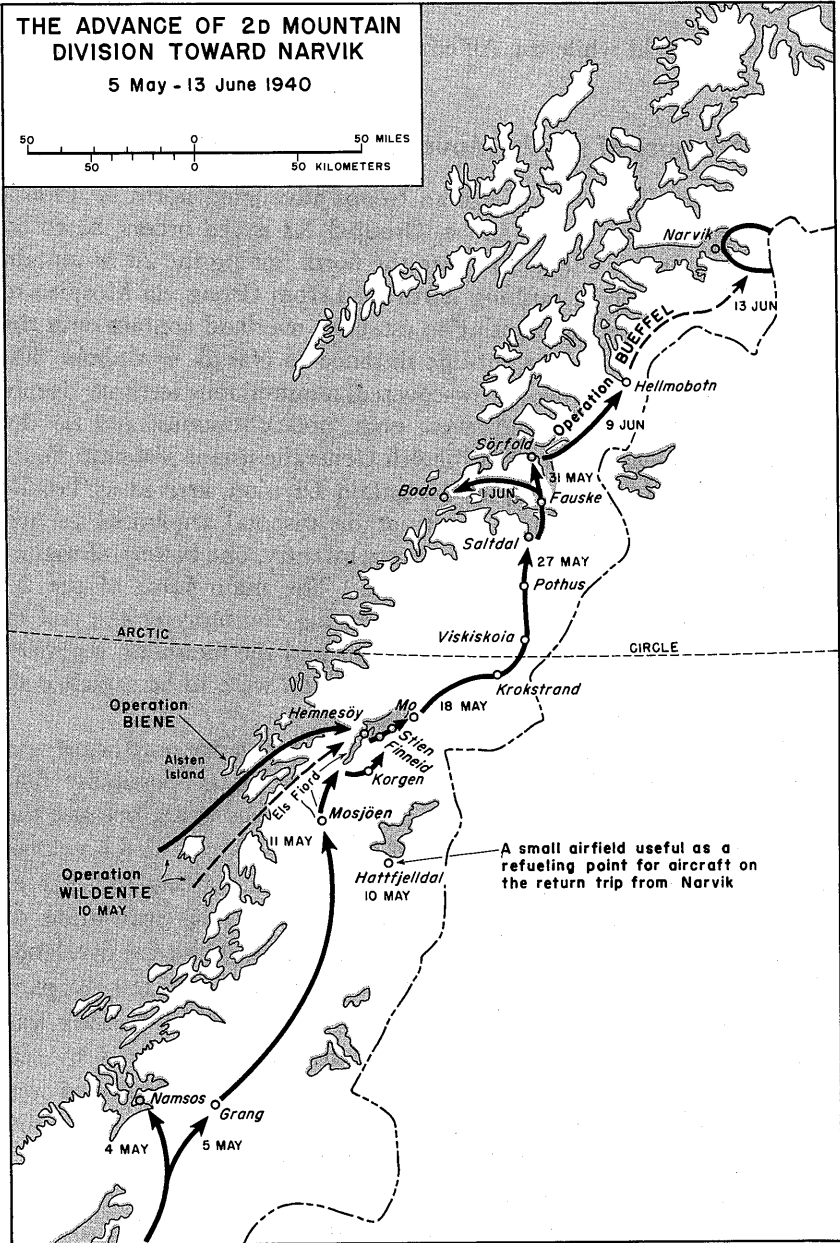 THE ADVANCE OF 2D MOUNTAIN
DIVISION TOWARD NARVIK
5 May - 13 June 1940
50 0 50 MILES
50 0 50 KILOMETERS
Narvik
13 JUN
Operation BUEFFEL
Hellmobotn
9 JUN
Sörfold
31 MAY
Bodo
1 JUN
Fauske
Saltdal
27 MAY
Pothus
Viskiskoia
ARCTIC CIRCLE
Krokstrand
18 MAY
Mo
Hemnesöy
Stien
Finneid
Operation
BIENE
Alsten
Island
Korgen
Els Fiord
Mosjöen
11 MAY
A small airfield useful as a
refueling point for aircraft on
the return trip from Narvik
Hattfjelldal
10 MAY
Operation
WILDENTE
10 MAY
Namsos
Grang
4 MAY
5 MAY